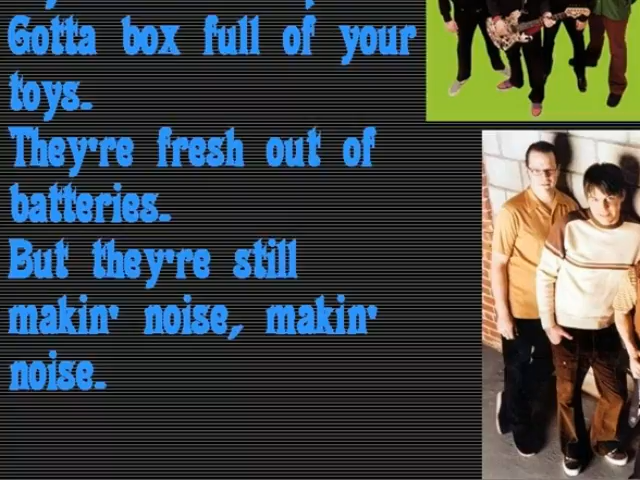 Gotta box full of your
toys.
They're fresh out of
batteries.
But they're still
makin' noise, makin'
noise.